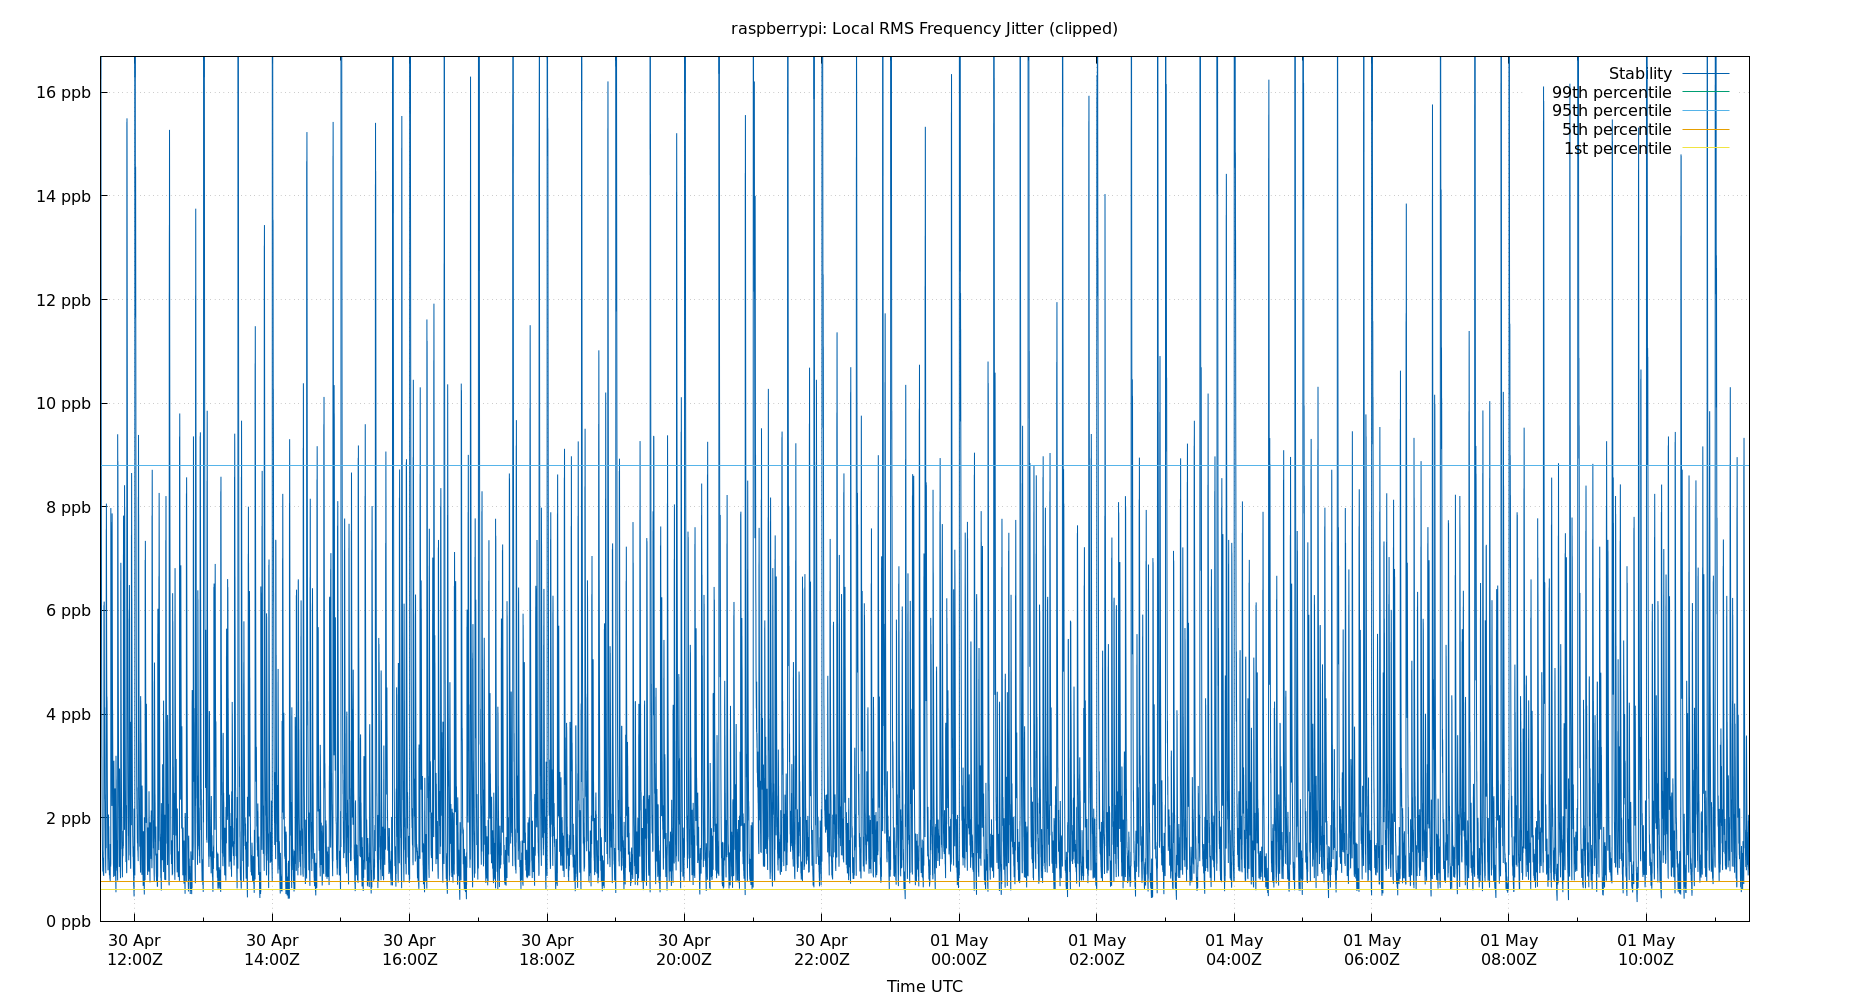 raspberrypi: Local RMS Frequency Jitter (clipped)
Stability
99th percentile
95th percentile
5th percentile
1st percentile
16 ppb
14 ppb
12 ppb
10 ppb
8 ppb
6 ppb
4 ppb
2 ppb
0 ppb
30 Apr 30 Apr 30 Apr 30 Apr 30 Apr 30 Apr 01 May 01 May 01 May 01 May 01 May 01 May
12:00Z 14:00Z 16:00Z 18:00Z 20:00Z 22:00Z 00:00Z 02:00Z 04:00Z 06:00Z 08:00Z 10:00Z
Time UTC